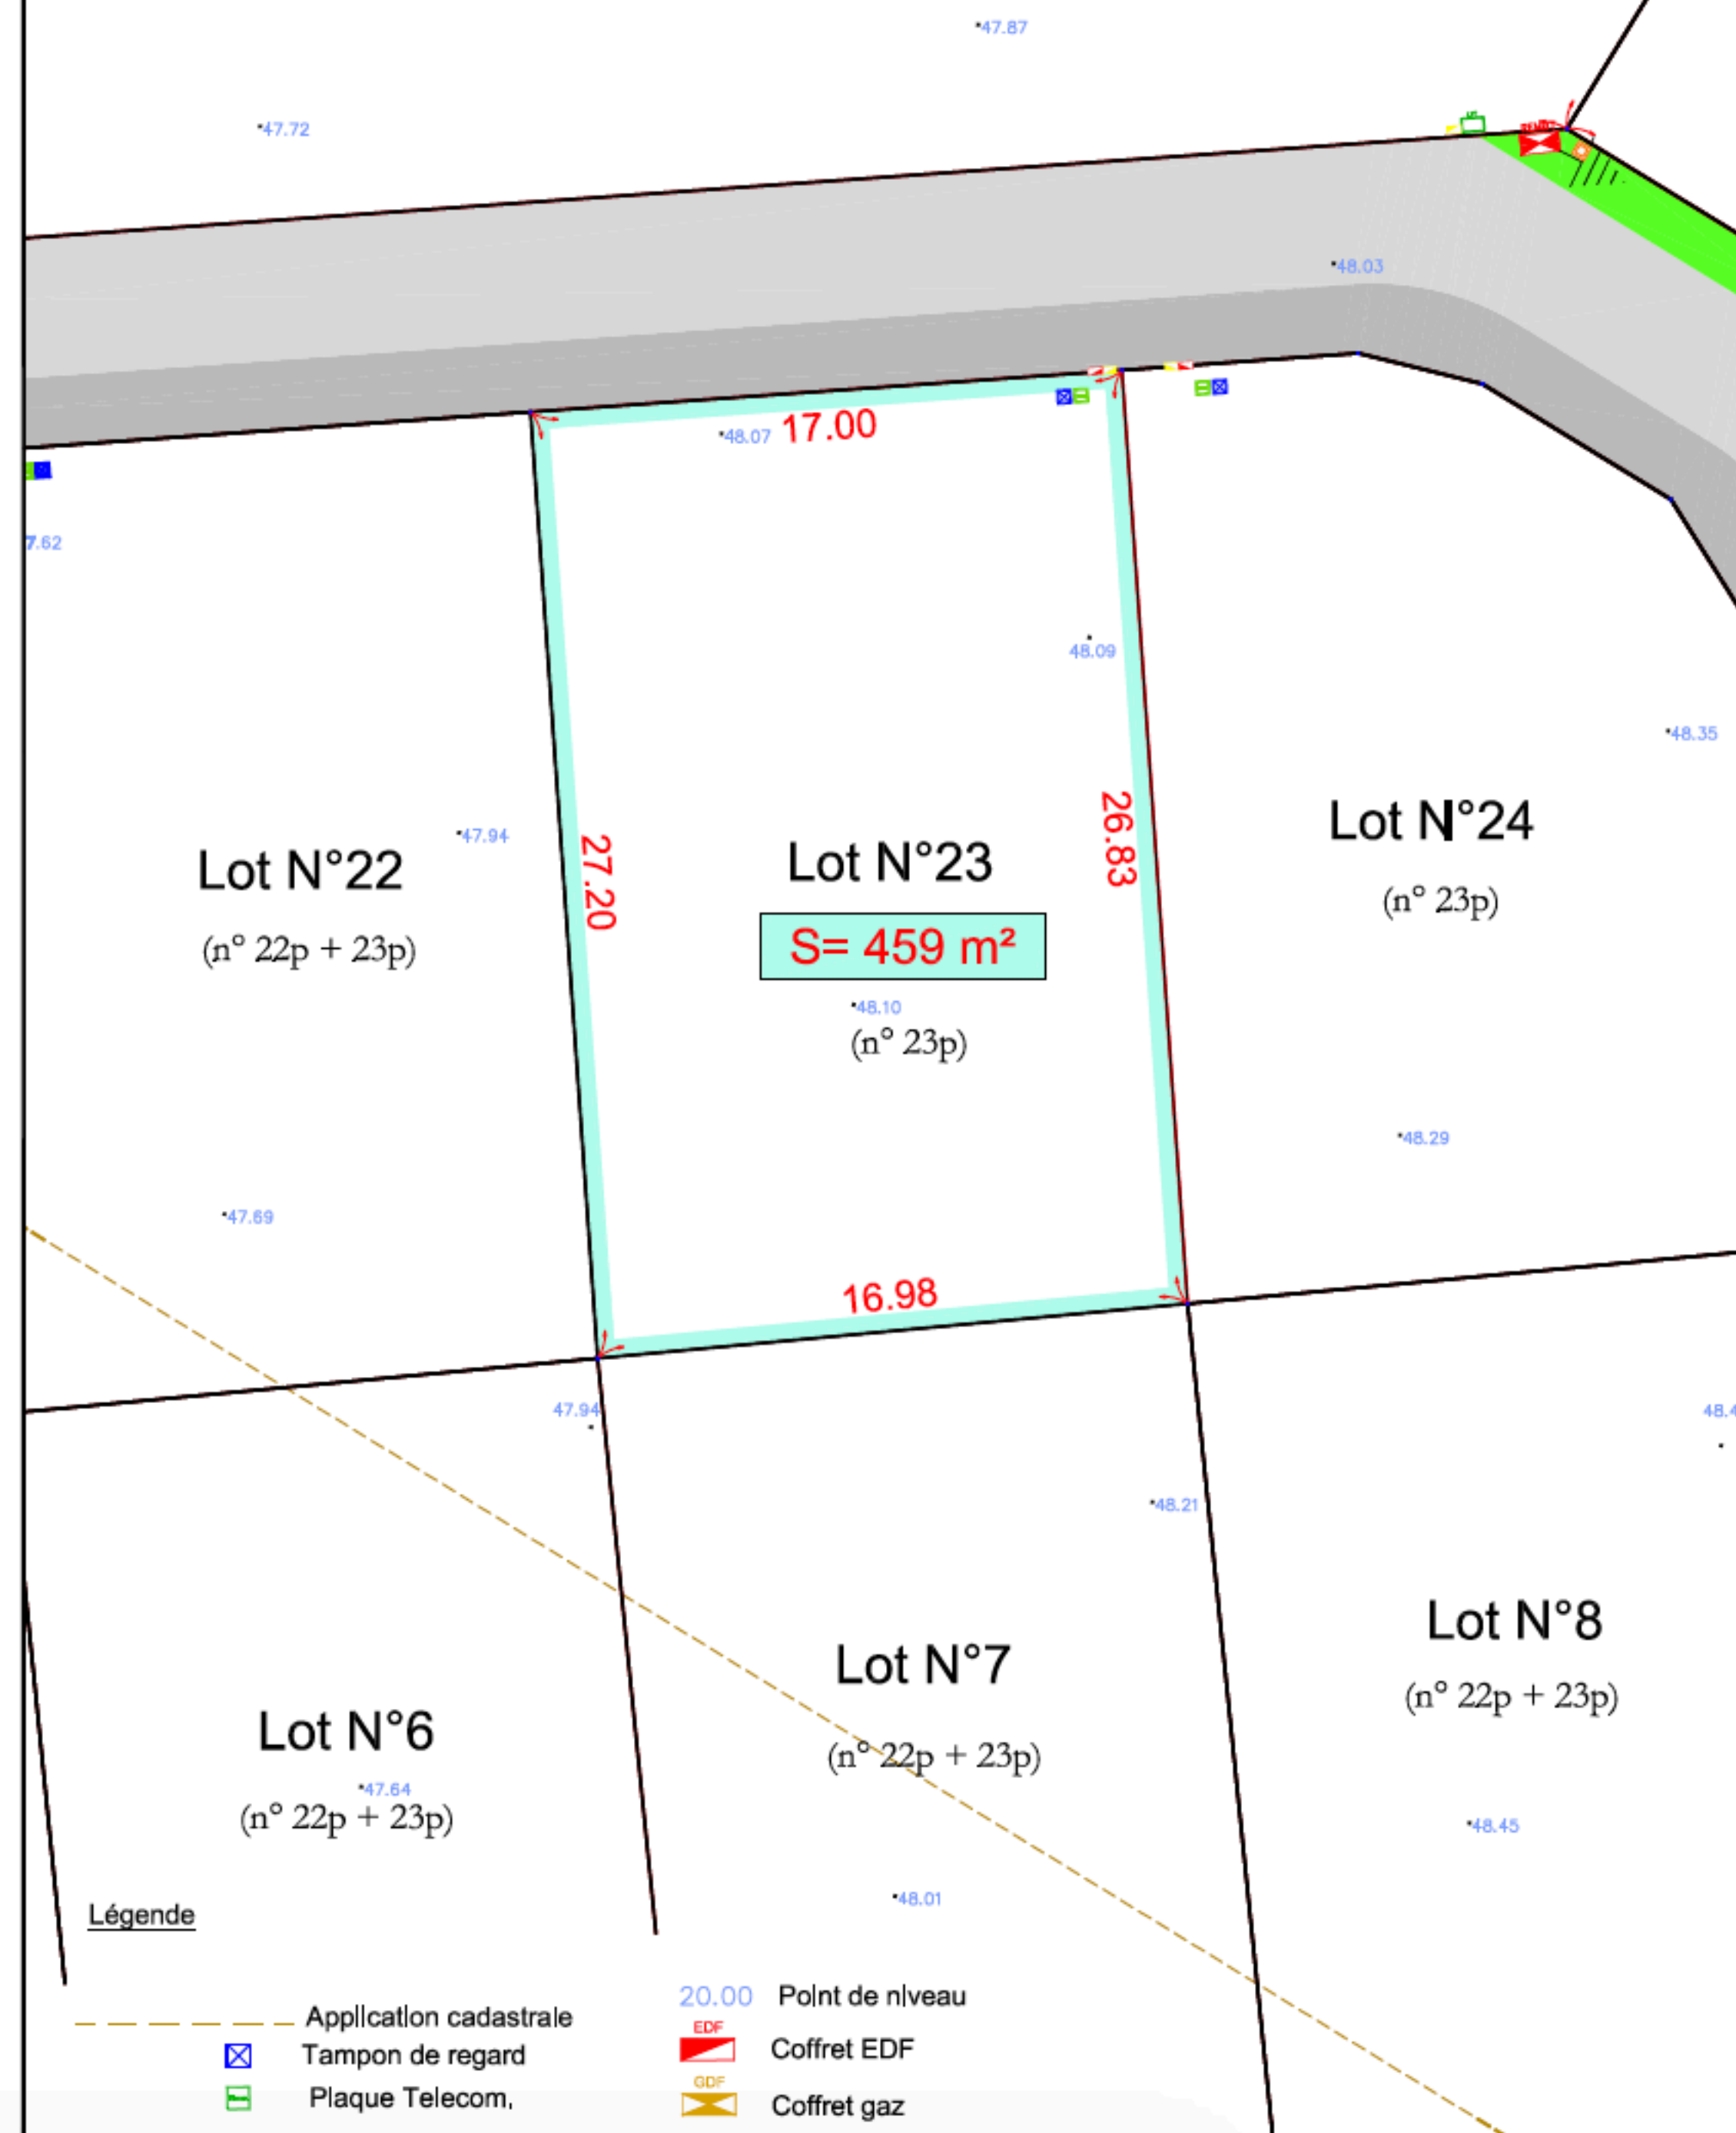 47.87
47.72
48.03
17.00
48.07
7.62
48.09
48.35
26.83
Lot N°24
(n° 23p)
47.94
27.20
Lot N°22
(n° 22p + 23p)
Lot N°23
S= 459 m²
48.10
(n° 23p)
48.29
47.69
16.98
47.94
48.4
48.21
Lot N°8
(n° 22p + 23p)
Lot N°7
(n° 22p + 23p)
Lot N°6
47.64
(n° 22p + 23p)
48.45
48.01
Légende
Application cadastrale
Tampon de regard
Plaque Telecom,
20.00 Point de niveau
EDF
Coffret EDF
GDF
Coffret gaz